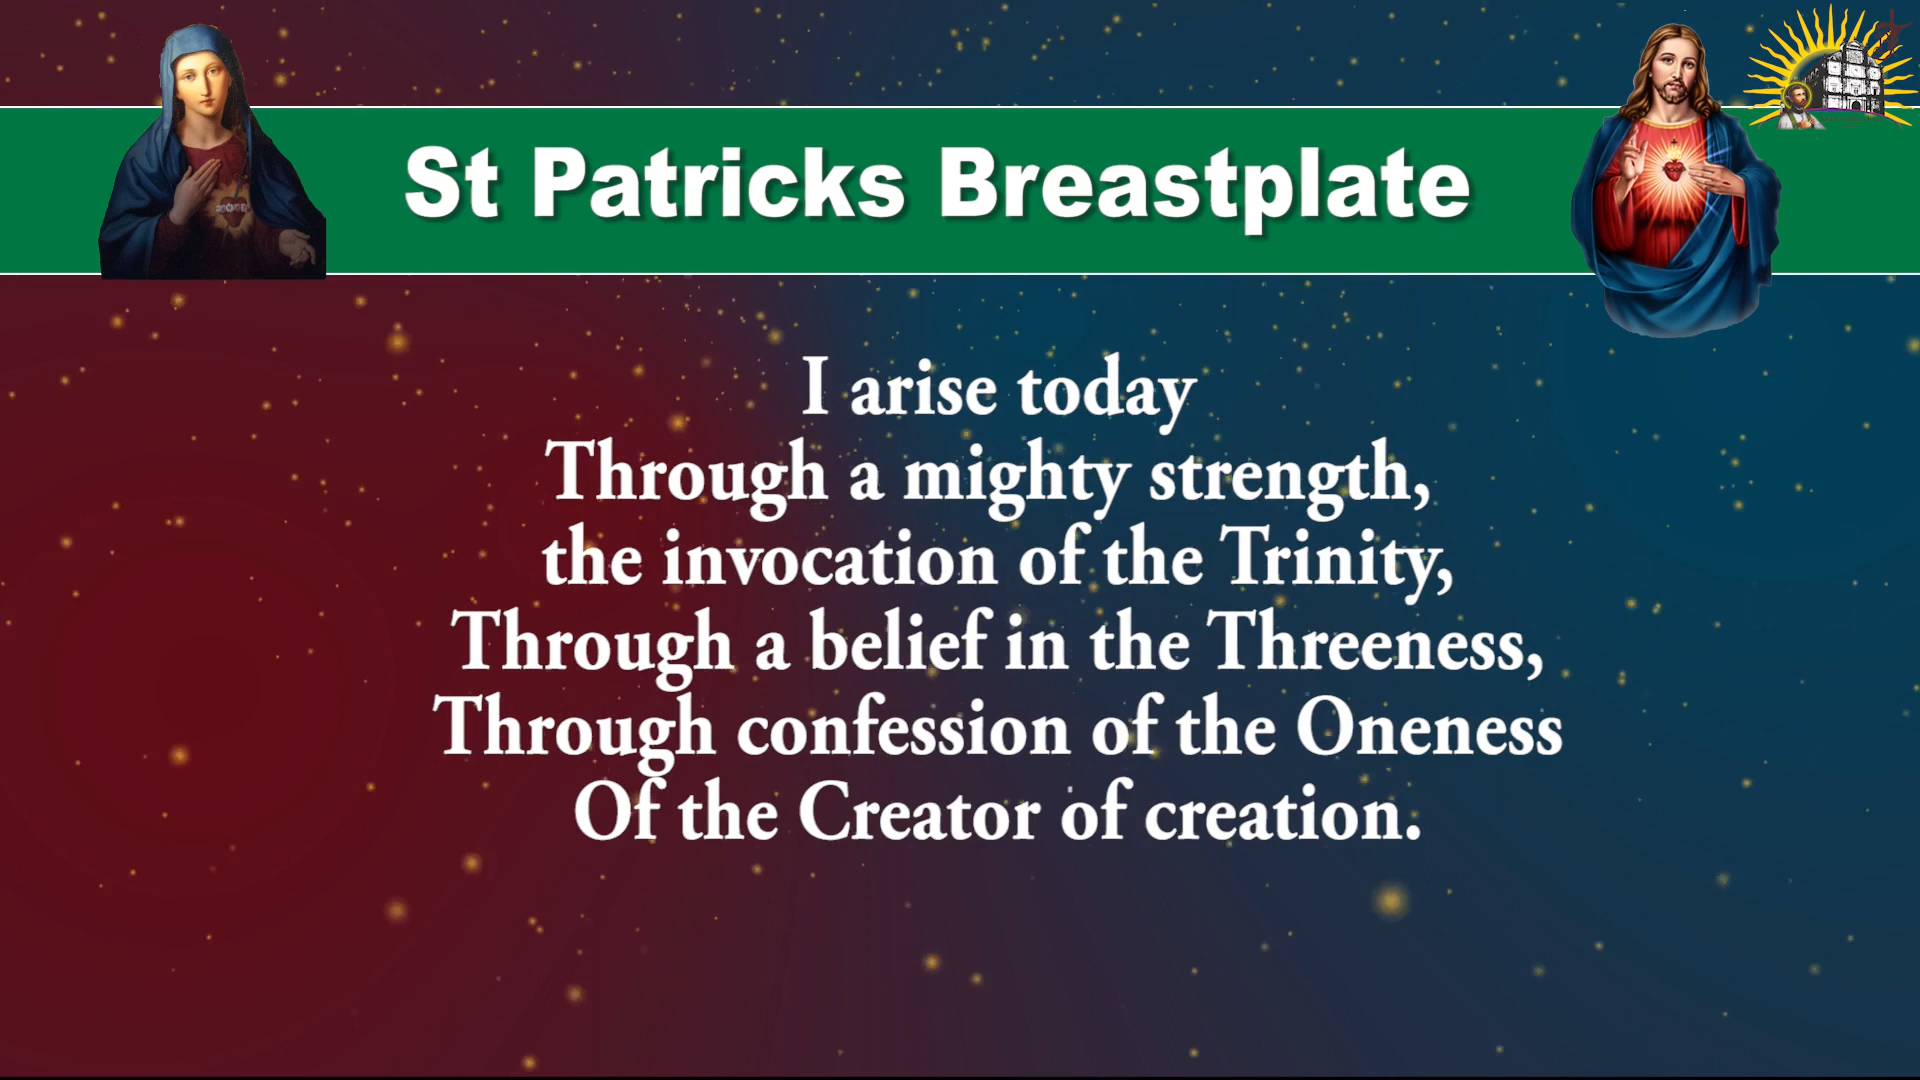 St Patricks Breastplate
I arise today
Through a mighty strength,
the invocation of the Trinity,
Through a belief in the Threeness,
Through confession of the Oneness
Of the Creator of creation.